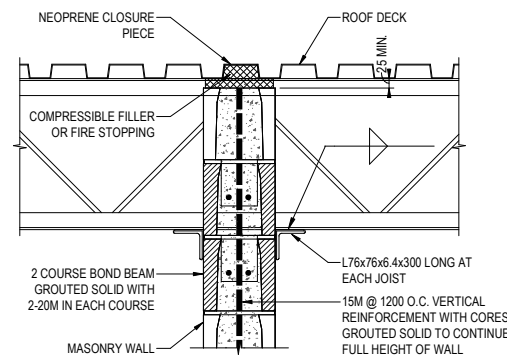 NEOPRENE CLOSURE
PIECE
ROOF DECK
25 MIN.
COMPRESSIBLE FILLER
OR FIRE STOPPING
L76x76x6.4x300 LONG AT
EACH JOIST
2 COURSE BOND BEAM
GROUTED SOLID WITH
2-20M IN EACH COURSE
15M @ 1200 O.C. VERTICAL
REINFORCEMENT WITH CORES
GROUTED SOLID TO CONTINUE
FULL HEIGHT OF WALL
MASONRY WALL